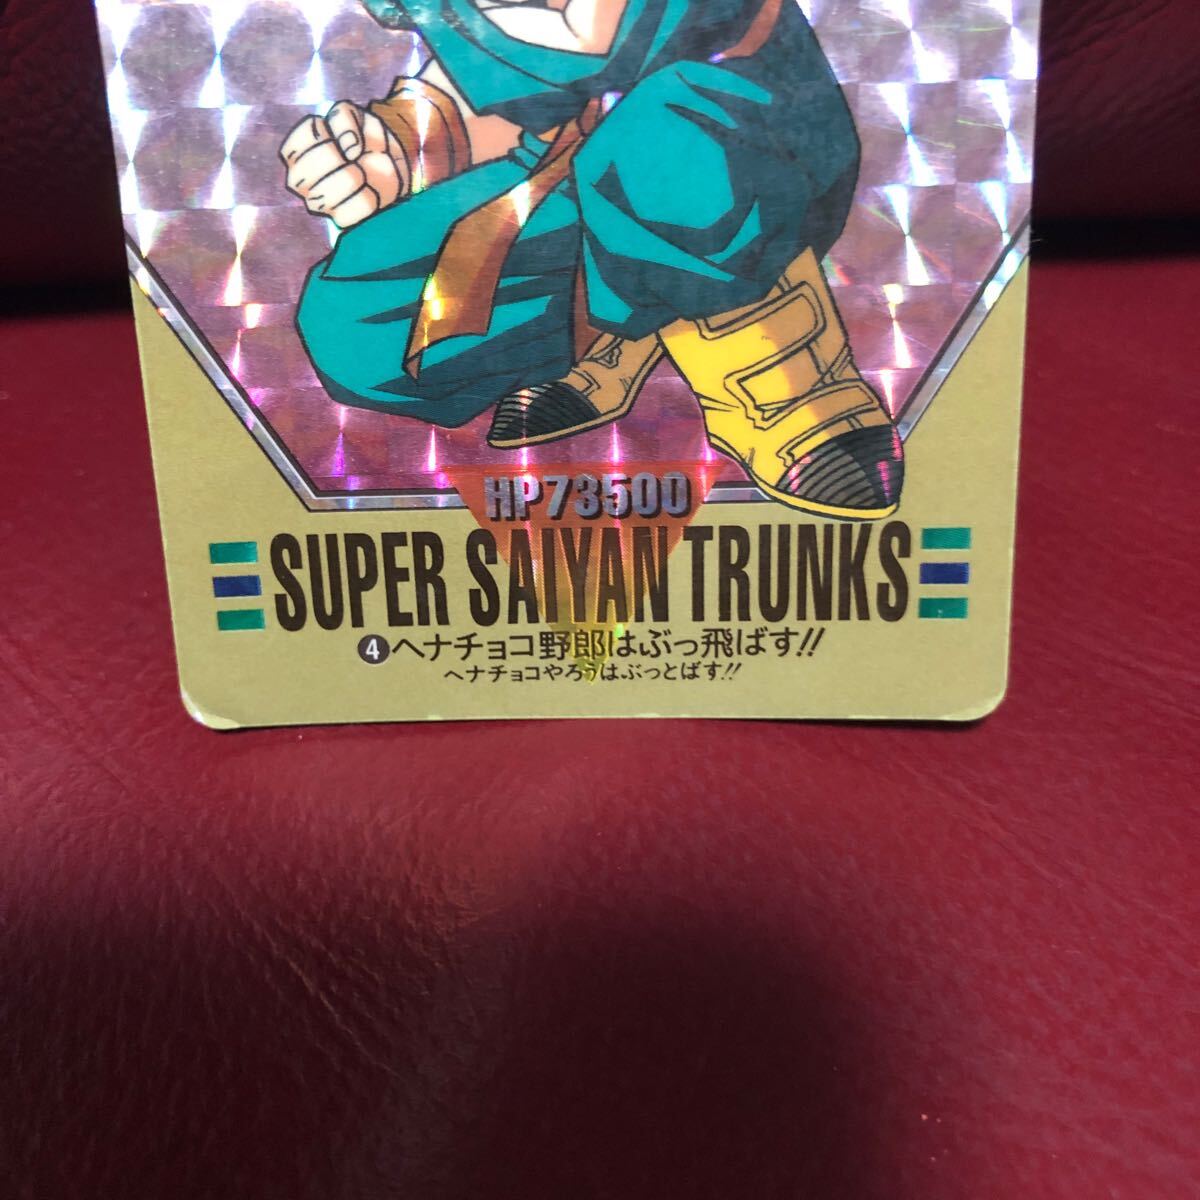 HP73500
SUPER SAIYAN TRUNKS
4 ヘナチョコ野郎はぶっ飛ばす!!
ヘナチョコやろうはぶっとばす!!